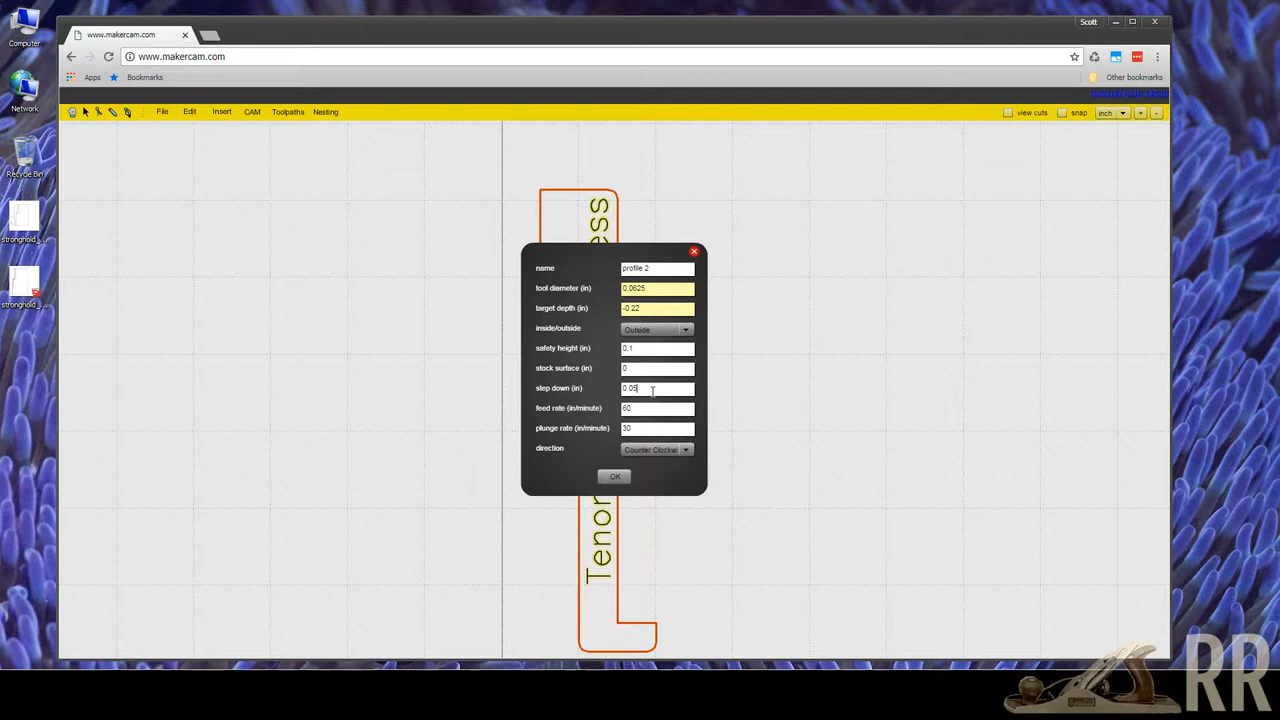 Scott
Computer
www.makercam.com
www.makercam.com
Apps
Bookmarks
Other bookmarks
Network
File
Edit
Insert
CAM
Toolpaths
Nesting
view cuts
snap
inch
+
-
Recycle Bin
stronghold_...
stronghold_...
ess
name
profile 2
tool diameter (in)
0.0625
target depth (in)
-0.22
inside/outside
Outside
safety height (in)
0.1
stock surface (in)
0
step down (in)
0.05
feed rate (in/minute)
60
plunge rate (in/minute)
30
direction
Counter Clockwi
OK
Tenor
RR